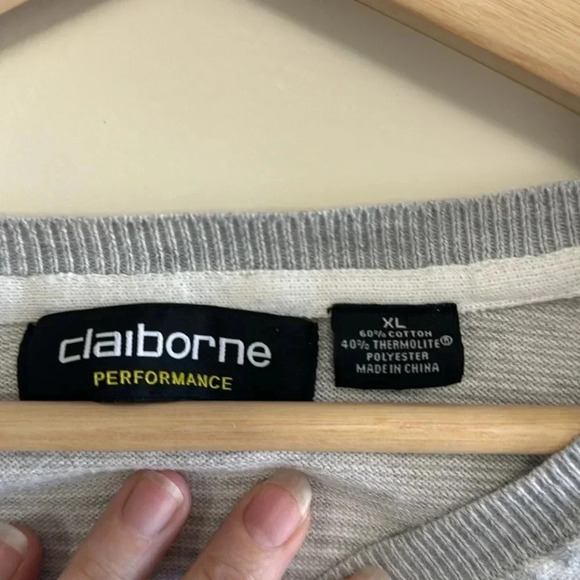 claiborne
PERFORMANCE
XL
60% COTTON
40% THERMOLITE®
POLYESTER
MADE IN CHINA